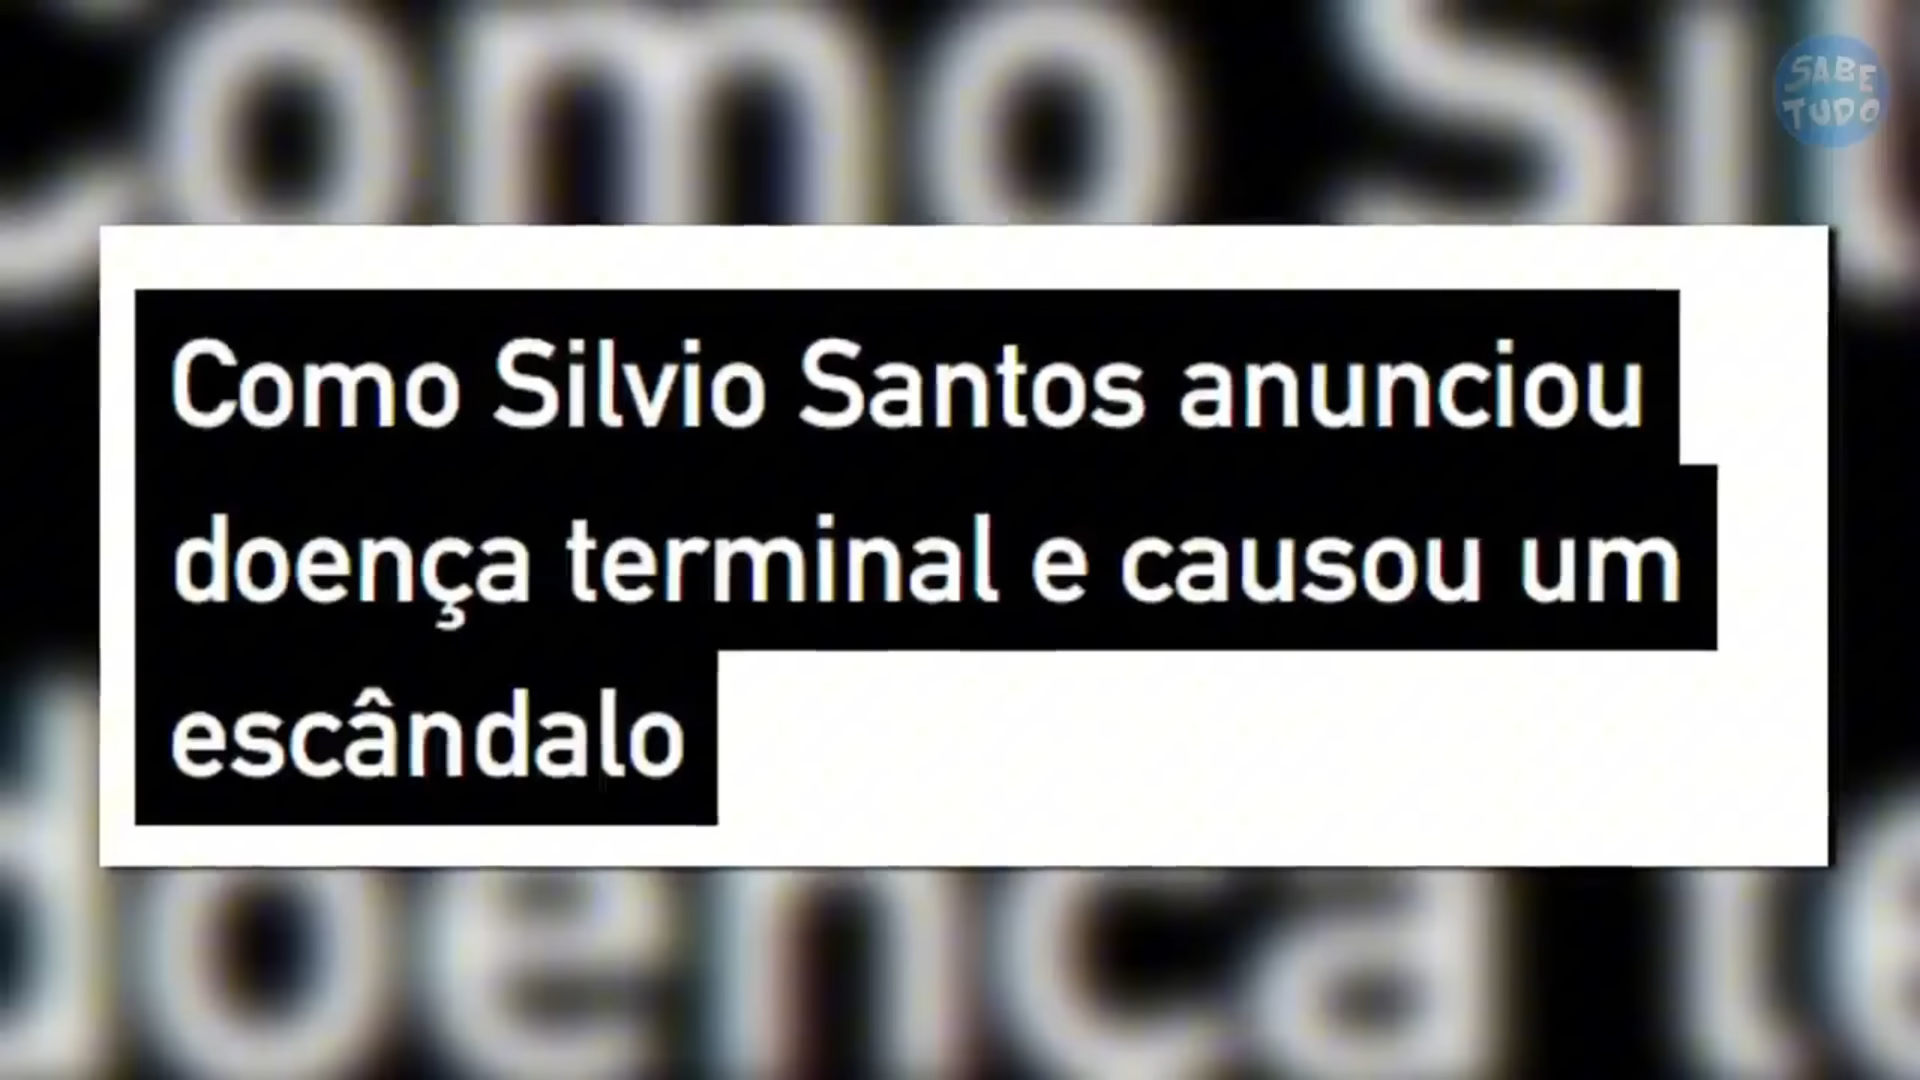 SABE
TUDO
Como Silvio Santos anunciou
doença terminal e causou um
escândalo